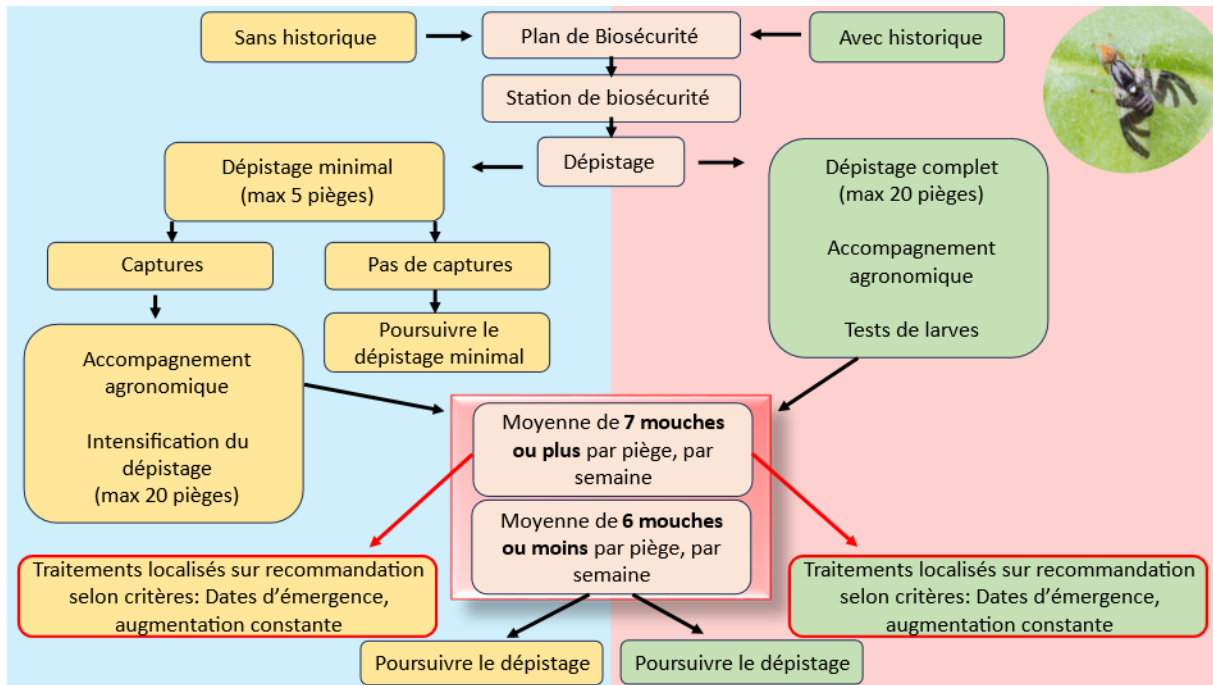 Sans historique
Plan de Biosécurité
Avec historique
Station de biosécurité
Dépistage
Dépistage minimal
(max 5 pièges)
Dépistage complet
(max 20 pièges)
Accompagnement
agronomique
Tests de larves
Captures
Pas de captures
Poursuivre le
dépistage minimal
Accompagnement
agronomique
Intensification du
dépistage
(max 20 pièges)
Moyenne de 7 mouches
ou plus par piège, par
semaine
Moyenne de 6 mouches
ou moins par piège, par
semaine
Traitements localisés sur recommandation
selon critères: Dates d’émergence,
augmentation constante
Traitements localisés sur recommandation
selon critères: Dates d’émergence,
augmentation constante
Poursuivre le dépistage
Poursuivre le dépistage